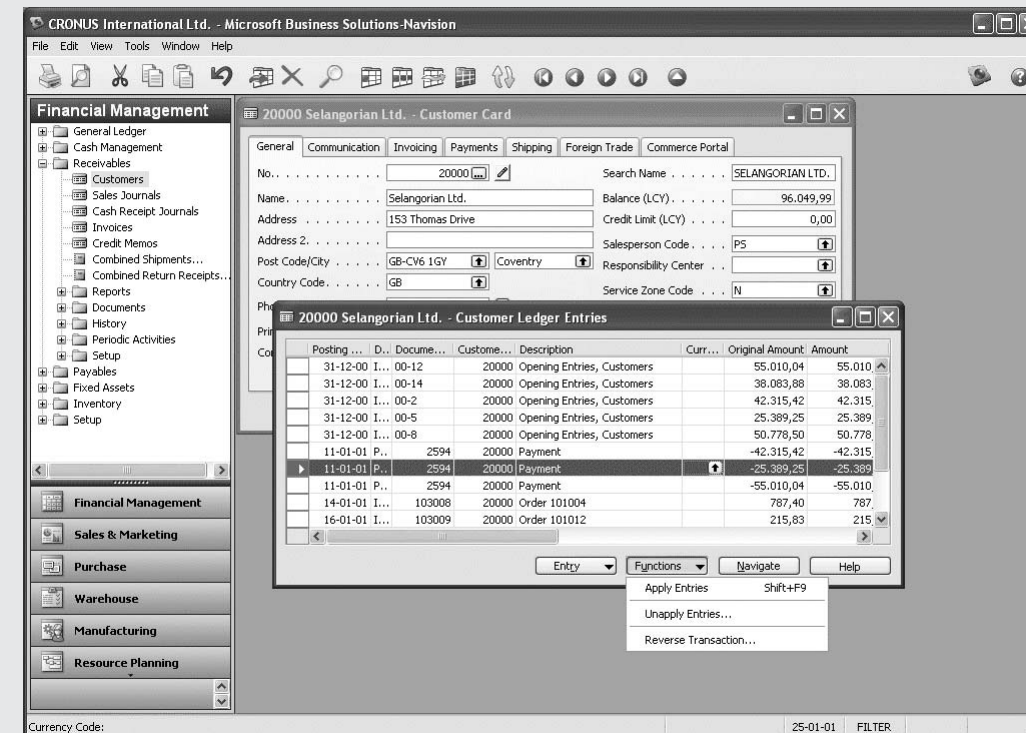 CRONUS International Ltd. - Microsoft Business Solutions-Navision
File Edit View Tools Window Help
Financial Management
General Ledger
Cash Management
Receivables
Customers
Sales Journals
Cash Receipt Journals
Invoices
Credit Memos
Combined Shipments...
Combined Return Receipts...
Reports
Documents
History
Periodic Activities
Setup
Payables
Fixed Assets
Inventory
Setup
Financial Management
Sales & Marketing
Purchase
Warehouse
Manufacturing
Resource Planning
20000 Selangorian Ltd. - Customer Card
General Communication Invoicing Payments Shipping Foreign Trade Commerce Portal
No. . . . . . . . . . . . 20000 Search Name . . . . . . SELANGORIAN LTD.
Name. . . . . . . . . . . Selangorian Ltd. Balance (LCY). . . . . . 96.049,99
Address . . . . . . . . . 153 Thomas Drive Credit Limit (LCY) . . . . 0,00
Address 2. . . . . . . . Salesperson Code. . . . PS
Post Code/City . . . . . GB-CV6 1GY Coventry Responsibility Center . .
Country Code. . . . . . GB Service Zone Code . . . N
Pho
Prin
Co
20000 Selangorian Ltd. - Customer Ledger Entries
Posting ... D.. Docume... Custome... Description Curr... Original Amount Amount
31-12-00 I... 00-12 20000 Opening Entries, Customers 55.010,04 55.010,
31-12-00 I... 00-14 20000 Opening Entries, Customers 38.083,88 38.083,
31-12-00 I... 00-2 20000 Opening Entries, Customers 42.315,42 42.315,
31-12-00 I... 00-5 20000 Opening Entries, Customers 25.389,25 25.389,
31-12-00 I... 00-8 20000 Opening Entries, Customers 50.778,50 50.778,
11-01-01 P.. 2594 20000 Payment -42.315,42 -42.315,
11-01-01 P.. 2594 20000 Payment -25.389,25 -25.389
11-01-01 P.. 2594 20000 Payment -55.010,04 -55.010,
14-01-01 I... 103008 20000 Order 101004 787,40 787,
16-01-01 I... 103009 20000 Order 101012 215,83 215,
Entry Functions Navigate Help
Apply Entries Shift+F9
Unapply Entries...
Reverse Transaction...
Currency Code: 25-01-01 FILTER